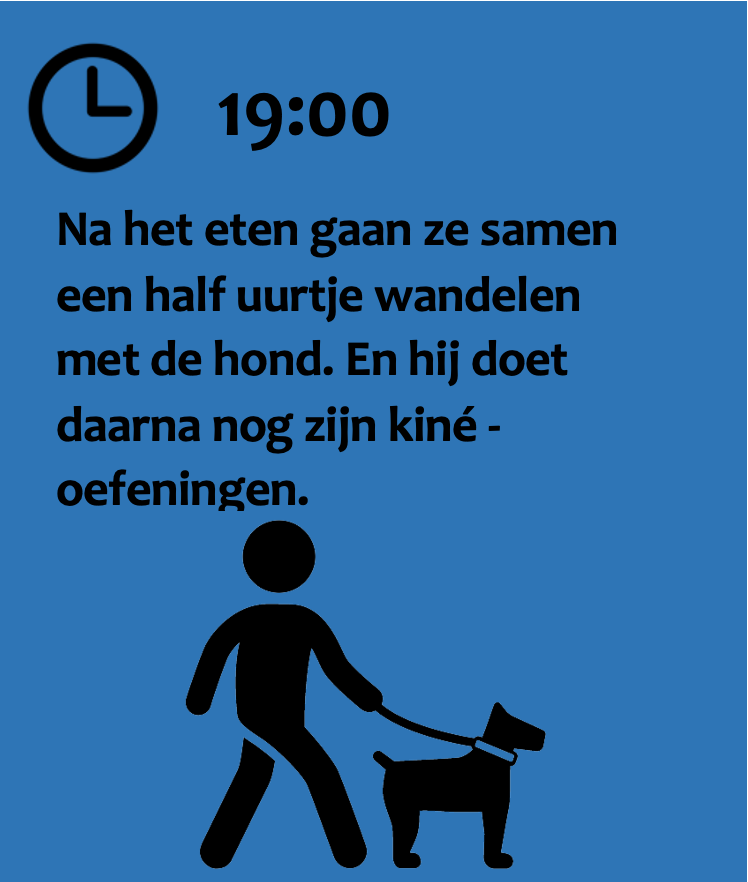 19:00
Na het eten gaan ze samen
een half uurtje wandelen
met de hond. En hij doet
daarna nog zijn kiné -
oefeningen.